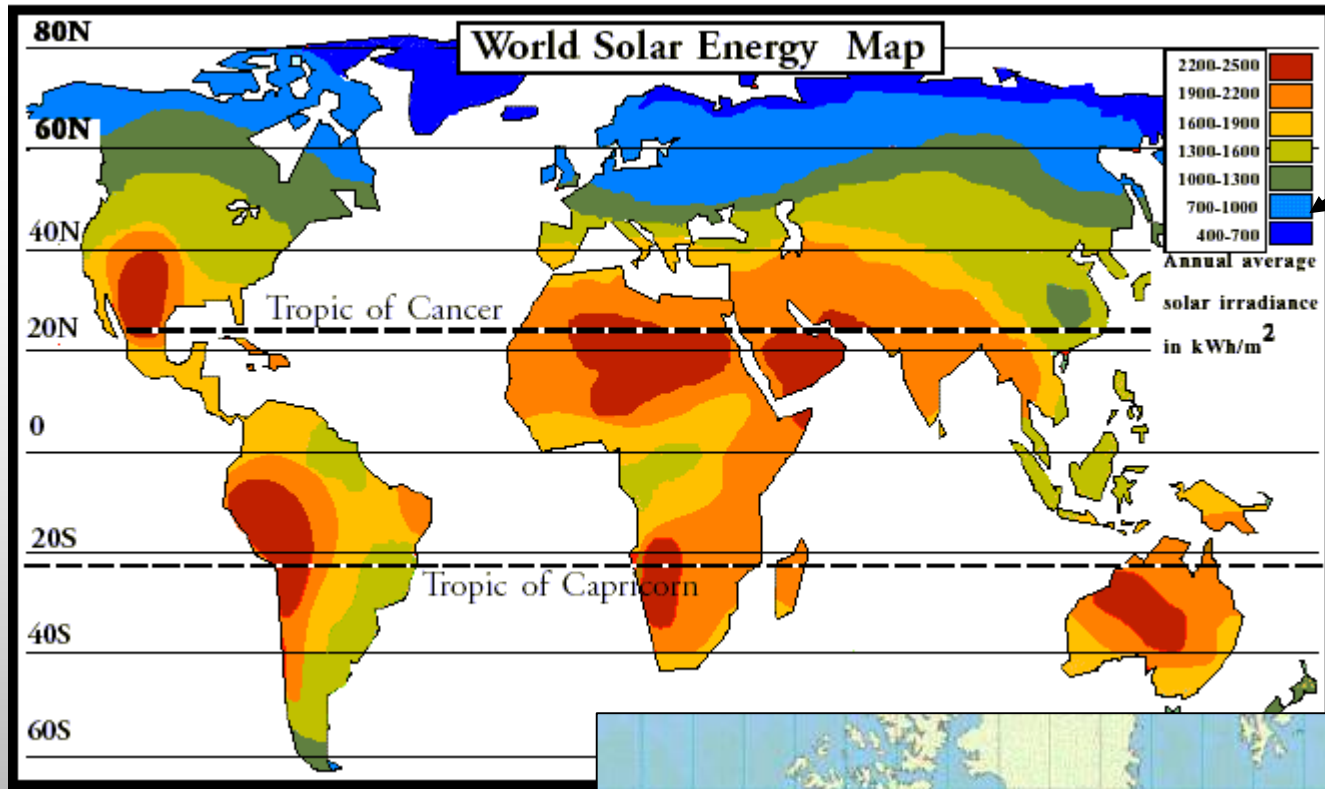 80N
World Solar Energy Map
2200-2500
1900-2200
1600-1900
1300-1600
1000-1300
700-1000
400-700
60N
40N
Annual average
solar irradiance
in kWh/m²
Tropic of Cancer
20N
0
20S
Tropic of Capricorn
40S
60S